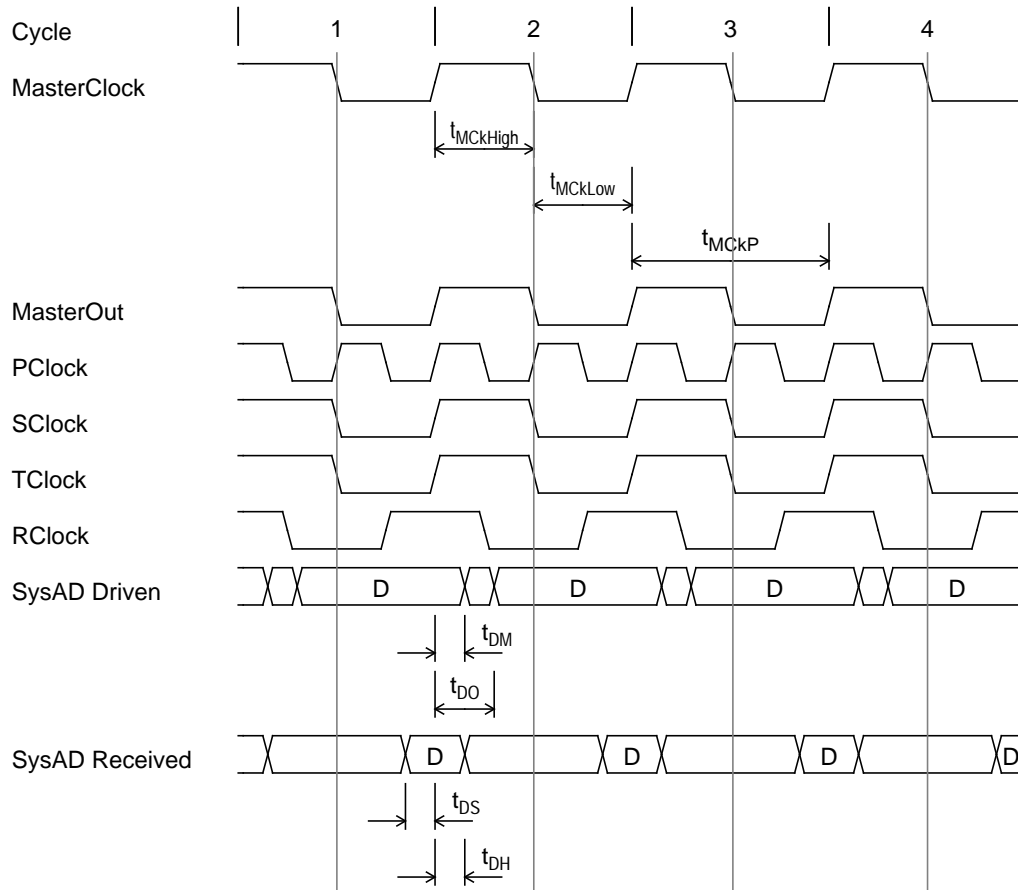 Cycle 1 2 3 4
MasterClock
tMCkHigh
tMCkLow
tMCkP
MasterOut
PClock
SClock
TClock
RClock
SysAD Driven D D D D
tDM
tDO
SysAD Received D D D D
tDS
tDH